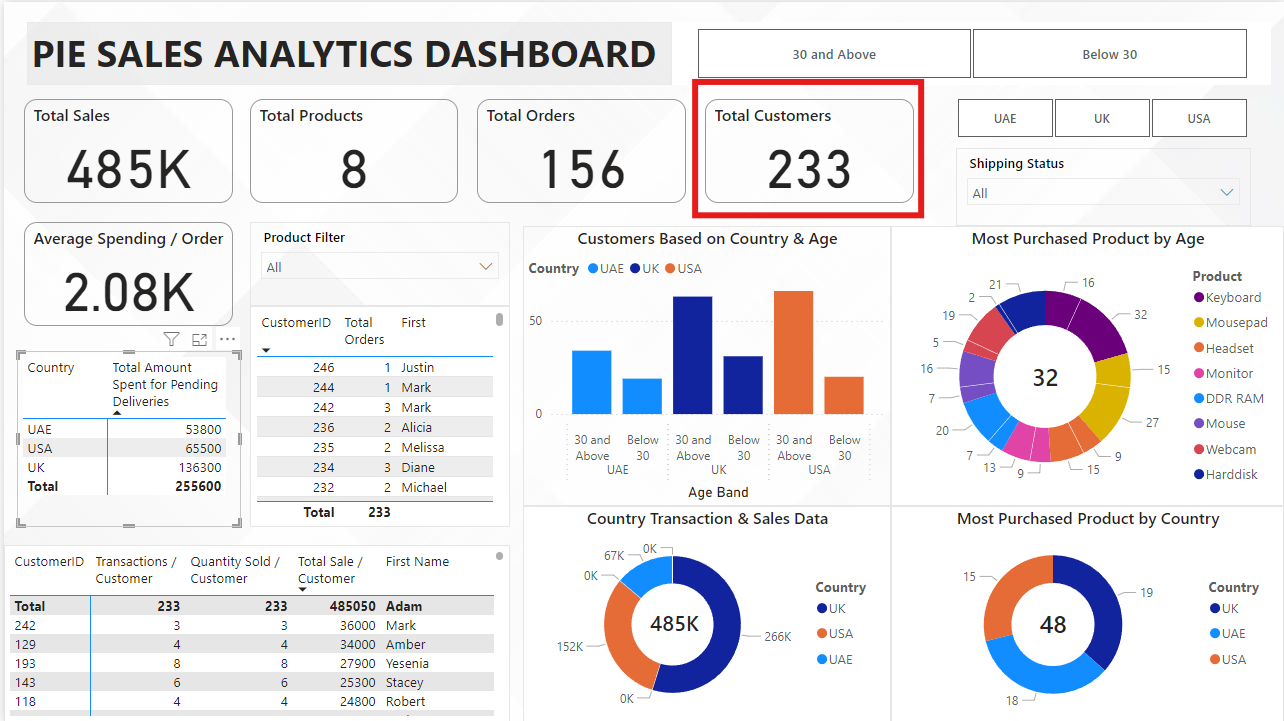 PIE SALES ANALYTICS DASHBOARD
30 and Above
Below 30
Total Sales
485K
Total Products
8
Total Orders
156
Total Customers
233
UAE
UK
USA
Shipping Status
All
Average Spending / Order
2.08K
Product Filter
All
CustomerID Total Orders First
246 1 Justin
244 1 Mark
242 3 Mark
236 2 Alicia
235 2 Melissa
234 3 Diane
232 2 Michael
Total 233
Country Total Amount
Spent for Pending
Deliveries
UAE 53800
USA 65500
UK 136300
Total 255600
Customers Based on Country & Age
Country UAE UK USA
50
0
30 and Above
Below 30
30 and Above
Below 30
30 and Above
Below 30
UAE
UK
USA
Age Band
Most Purchased Product by Age
16
32
15
27
9
15
9
13
7
20
7
16
5
19
2
21
32
Product
Keyboard
Mousepad
Headset
Monitor
DDR RAM
Mouse
Webcam
Harddisk
CustomerID Transactions / Customer Quantity Sold / Customer Total Sale / Customer First Name
Total 233 233 485050 Adam
242 3 3 36000 Mark
129 4 4 34000 Amber
193 8 8 27900 Yesenia
143 6 6 25300 Stacey
118 4 4 24800 Robert
Country Transaction & Sales Data
0K
67K
0K
152K
0K
266K
485K
Country
UK
USA
UAE
Most Purchased Product by Country
15
19
18
48
Country
UK
UAE
USA